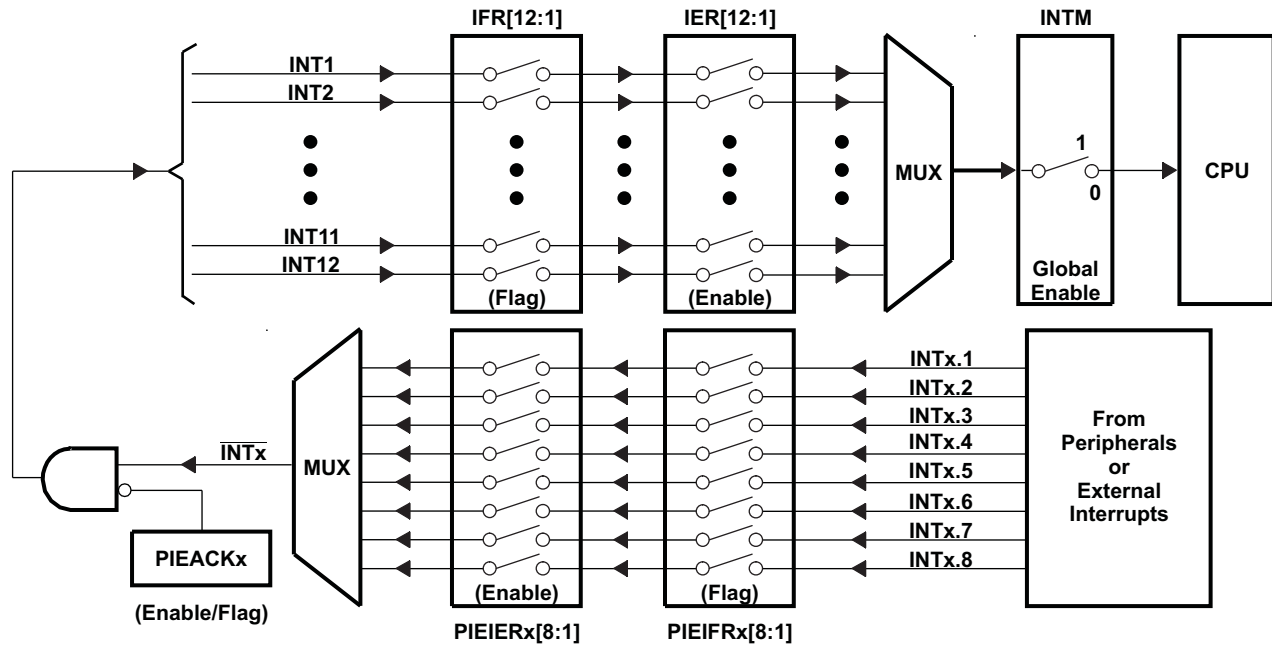 IFR[12:1]
IER[12:1]
INTM
INT1
INT2
1
MUX
CPU
0
INT11
INT12
Global
Enable
(Flag)
(Enable)
INTx.1
INTx.2
INTx.3
INTx.4
INTx.5
INTx.6
INTx.7
INTx.8
From
Peripherals
or
External
Interrupts
INTx
MUX
PIEACKx
(Enable/Flag)
(Enable)
(Flag)
PIEIERx[8:1]
PIEIFRx[8:1]